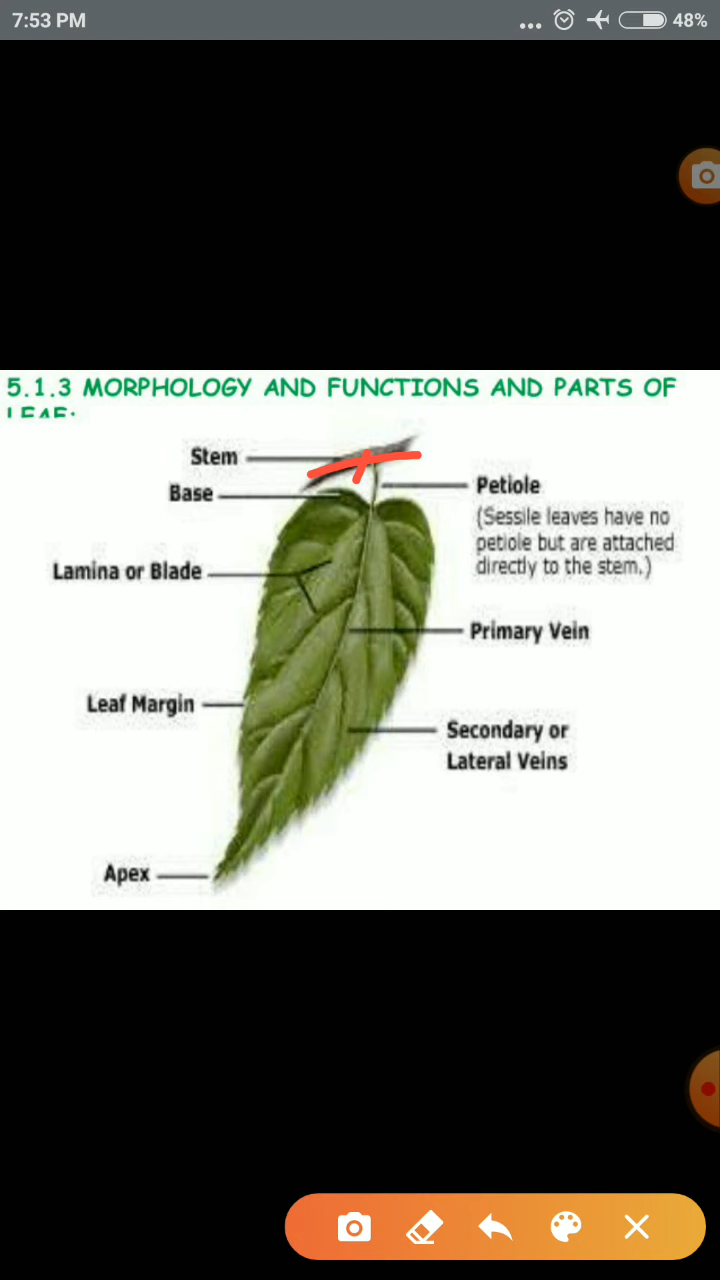 7:53 PM
48%
5.1.3 MORPHOLOGY AND FUNCTIONS AND PARTS OF
LEAF:
Stem
Base
Petiole
(Sessile leaves have no
petiole but are attached
directly to the stem.)
Lamina or Blade
Primary Vein
Leaf Margin
Secondary or
Lateral Veins
Apex